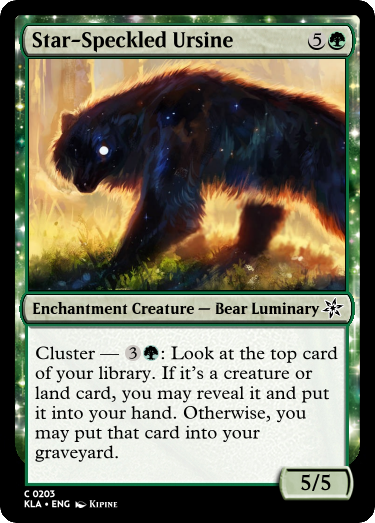 Star-Speckled Ursine 5
Enchantment Creature — Bear Luminary
Cluster — 3: Look at the top card
of your library. If it's a creature or
land card, you may reveal it and put
it into your hand. Otherwise, you
may put that card into your
graveyard.
5/5
C 0203
KLA • ENG Kipine